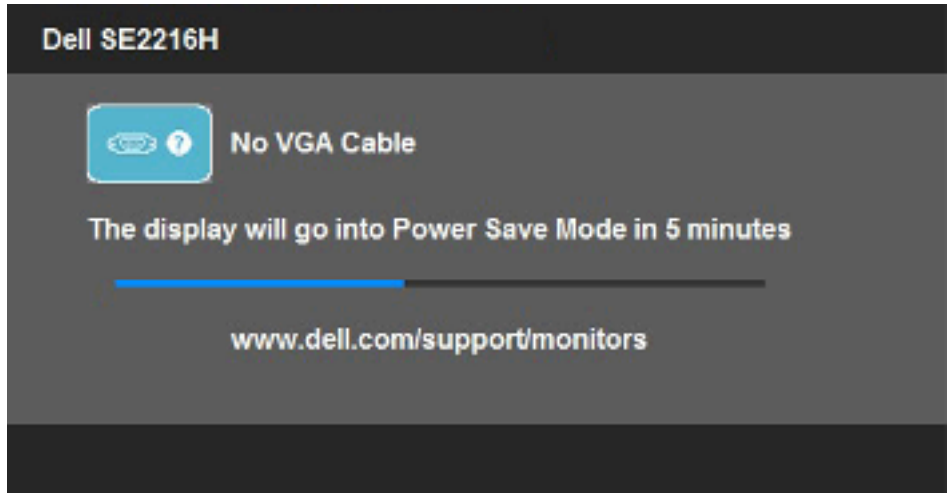 Dell SE2216H
? No VGA Cable
The display will go into Power Save Mode in 5 minutes
www.dell.com/support/monitors